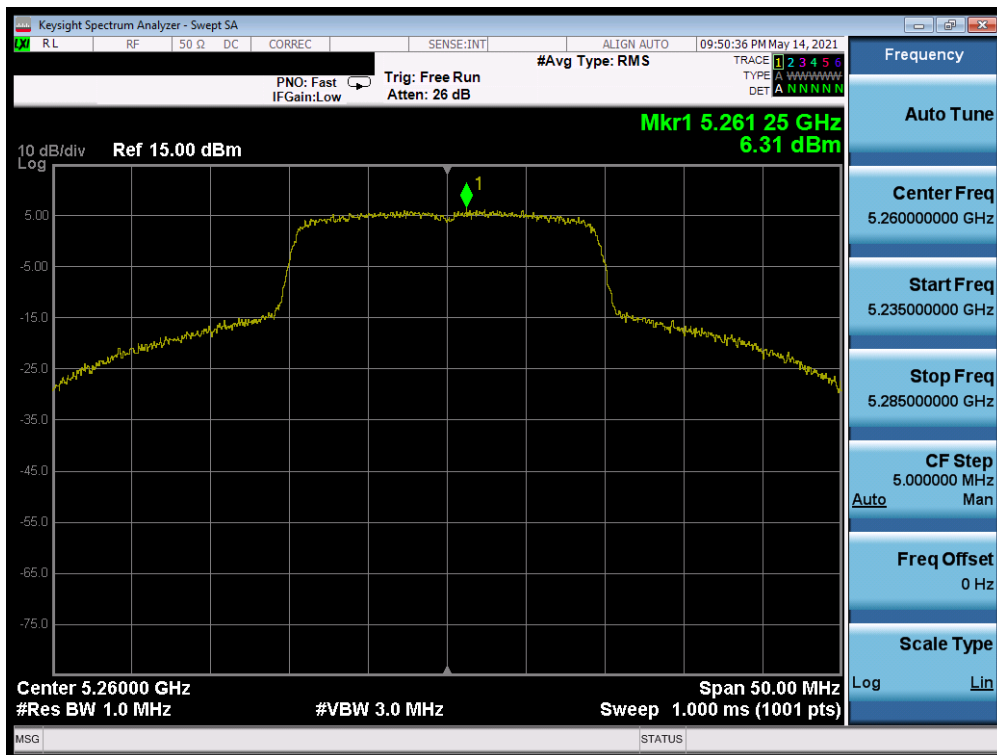 Keysight Spectrum Analyzer - Swept SA
LXI RL RF 50 Ω DC CORREC SENSE:INT ALIGN AUTO 09:50:36 PM May 14, 2021
#Avg Type: RMS TRACE 1 2 3 4 5 6
PNO: Fast Trig: Free Run TYPE A WWWWW
IFGain:Low Atten: 26 dB DET A N N N N N
Mkr1 5.261 25 GHz
10 dB/div Ref 15.00 dBm 6.31 dBm
Log
1
5.00
-5.00
-15.0
-25.0
-35.0
-45.0
-55.0
-65.0
-75.0
Center 5.26000 GHz Span 50.00 MHz
#Res BW 1.0 MHz #VBW 3.0 MHz Sweep 1.000 ms (1001 pts)
MSG STATUS
Frequency
Auto Tune
Center Freq
5.260000000 GHz
Start Freq
5.235000000 GHz
Stop Freq
5.285000000 GHz
CF Step
5.000000 MHz
Auto Man
Freq Offset
0 Hz
Scale Type
Log Lin